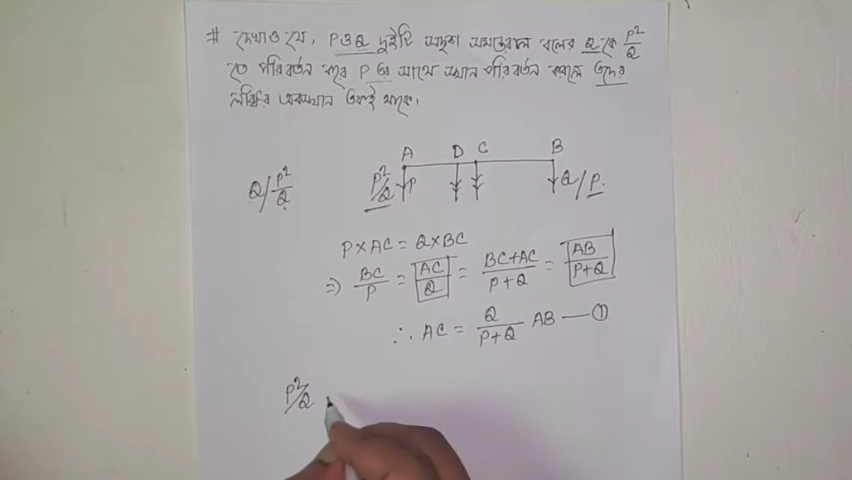 # দেখাও যে, P ও Q দুইটি অদৃশ সমান্তরাল বলের Q কে P²/Q
তে পরিবর্তন করে P এর সাথে স্থান পরিবর্তন করলে তাদের
লব্ধির অবস্থান একই থাকে।
A D C B
Q/P²/Q P²/Q P Q/P.
P×AC = Q×BC
⇒ BC/P = AC/Q = BC+AC/P+Q = AB/P+Q
∴ AC = Q/P+Q AB — ①
P²/Q